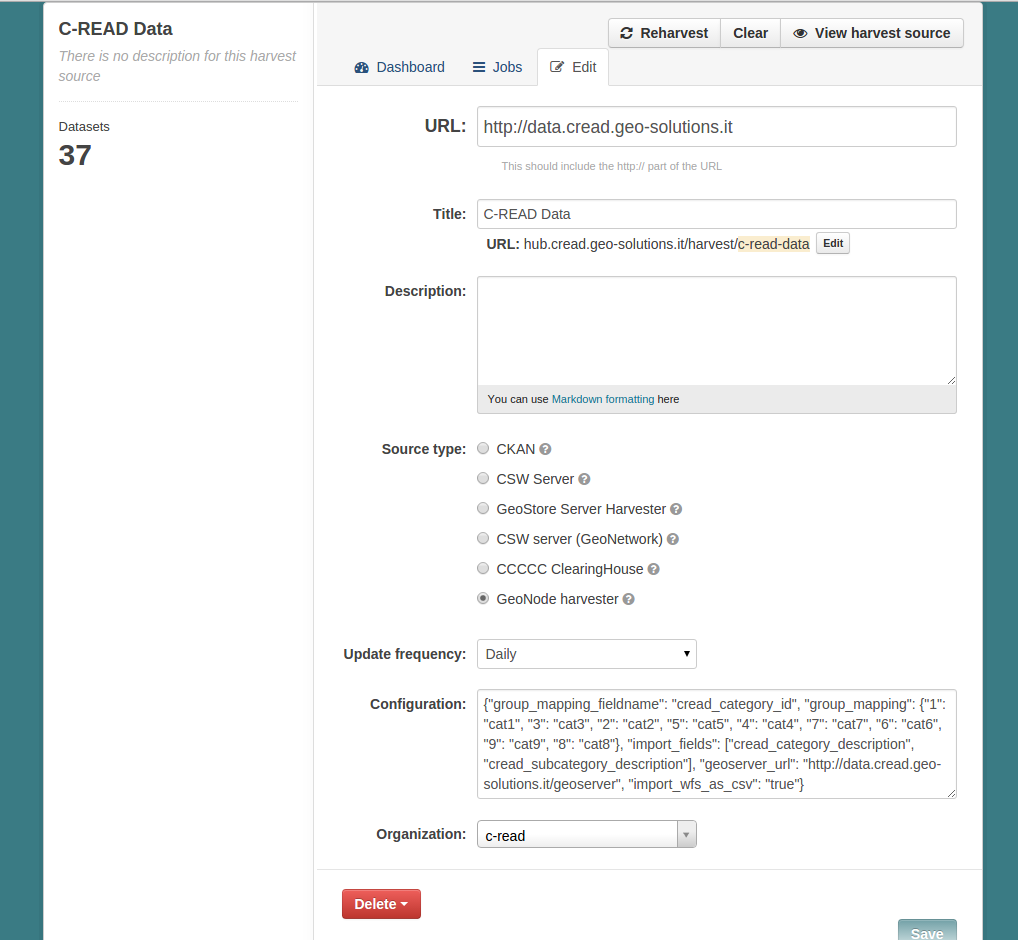 C-READ Data
There is no description for this harvest
source
Datasets
37
Reharvest
Clear
View harvest source
Dashboard
Jobs
Edit
URL:
http://data.cread.geo-solutions.it
This should include the http:// part of the URL
Title:
C-READ Data
URL: hub.cread.geo-solutions.it/harvest/c-read-data
Edit
Description:
You can use Markdown formatting here
Source type:
CKAN ?
CSW Server ?
GeoStore Server Harvester ?
CSW server (GeoNetwork) ?
CCCCC ClearingHouse ?
GeoNode harvester ?
Update frequency:
Daily
Configuration:
{"group_mapping_fieldname": "cread_category_id", "group_mapping": {"1":
"cat1", "3": "cat3", "2": "cat2", "5": "cat5", "4": "cat4", "7": "cat7", "6": "cat6",
"9": "cat9", "8": "cat8"}, "import_fields": ["cread_category_description",
"cread_subcategory_description"], "geoserver_url": "http://data.cread.geo-
solutions.it/geoserver", "import_wfs_as_csv": "true"}
Organization:
c-read
Delete
Save